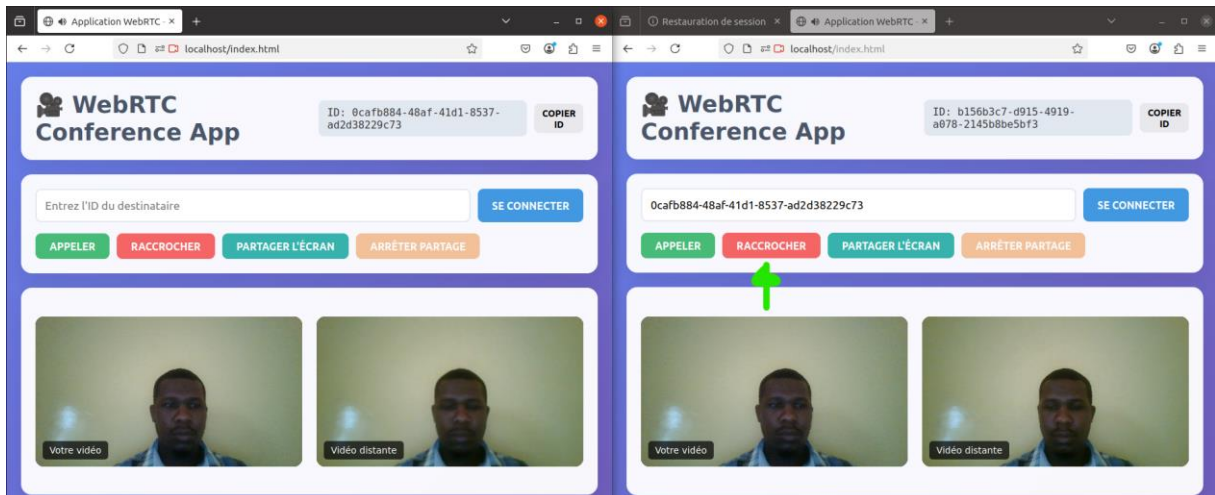 Application WebRTC -
localhost/index.html
WebRTC
Conference App
ID: 0cafb884-48af-41d1-8537-
ad2d38229c73
COPIER
ID
Entrez l'ID du destinataire
SE CONNECTER
APPELER
RACCROCHER
PARTAGER L'ÉCRAN
ARRÊTER PARTAGE
Votre vidéo
Vidéo distante
Restauration de session
Application WebRTC -
localhost/index.html
WebRTC
Conference App
ID: b156b3c7-d915-4919-
a078-2145b8be5bf3
COPIER
ID
0cafb884-48af-41d1-8537-ad2d38229c73
SE CONNECTER
APPELER
RACCROCHER
PARTAGER L'ÉCRAN
ARRÊTER PARTAGE
Votre vidéo
Vidéo distante